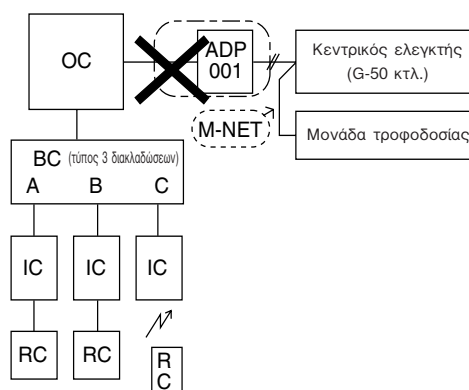 OC
ADP
001
Κεντρικός ελεγκτής
(G-50 κτλ.)
M-NET
Μονάδα τροφοδοσίας
BC (τύπος 3 διακλαδώσεων)
A B C
IC IC IC
RC RC
R
C